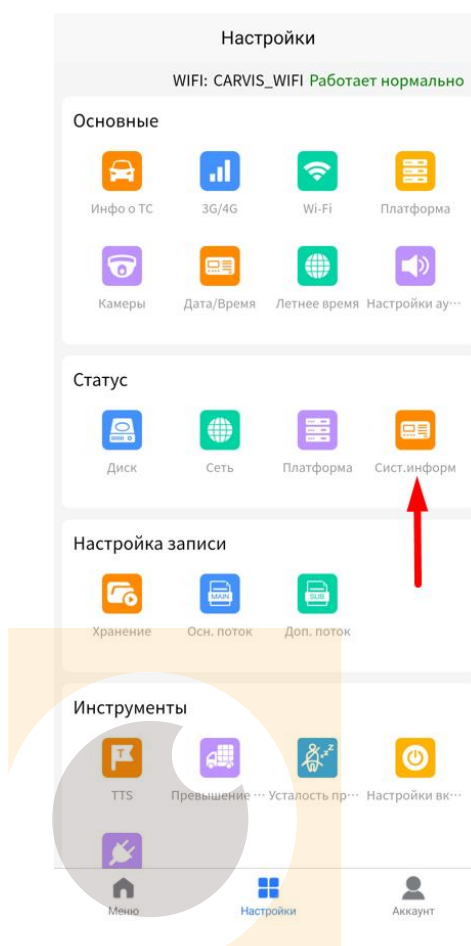 Настройки
WIFI: CARVIS_WIFI Работает нормально
Основные
Инфо о ТС 3G/4G Wi-Fi Платформа
Камеры Дата/Время Летнее время Настройки ау···
Статус
Диск Сеть Платформа Сист.информ
Настройка записи
MAIN SUB
Хранение Осн. поток Доп. поток
Инструменты
T
TTS Превышение ··· Усталость пр··· Настройки вк···
Меню Настройки Аккаунт